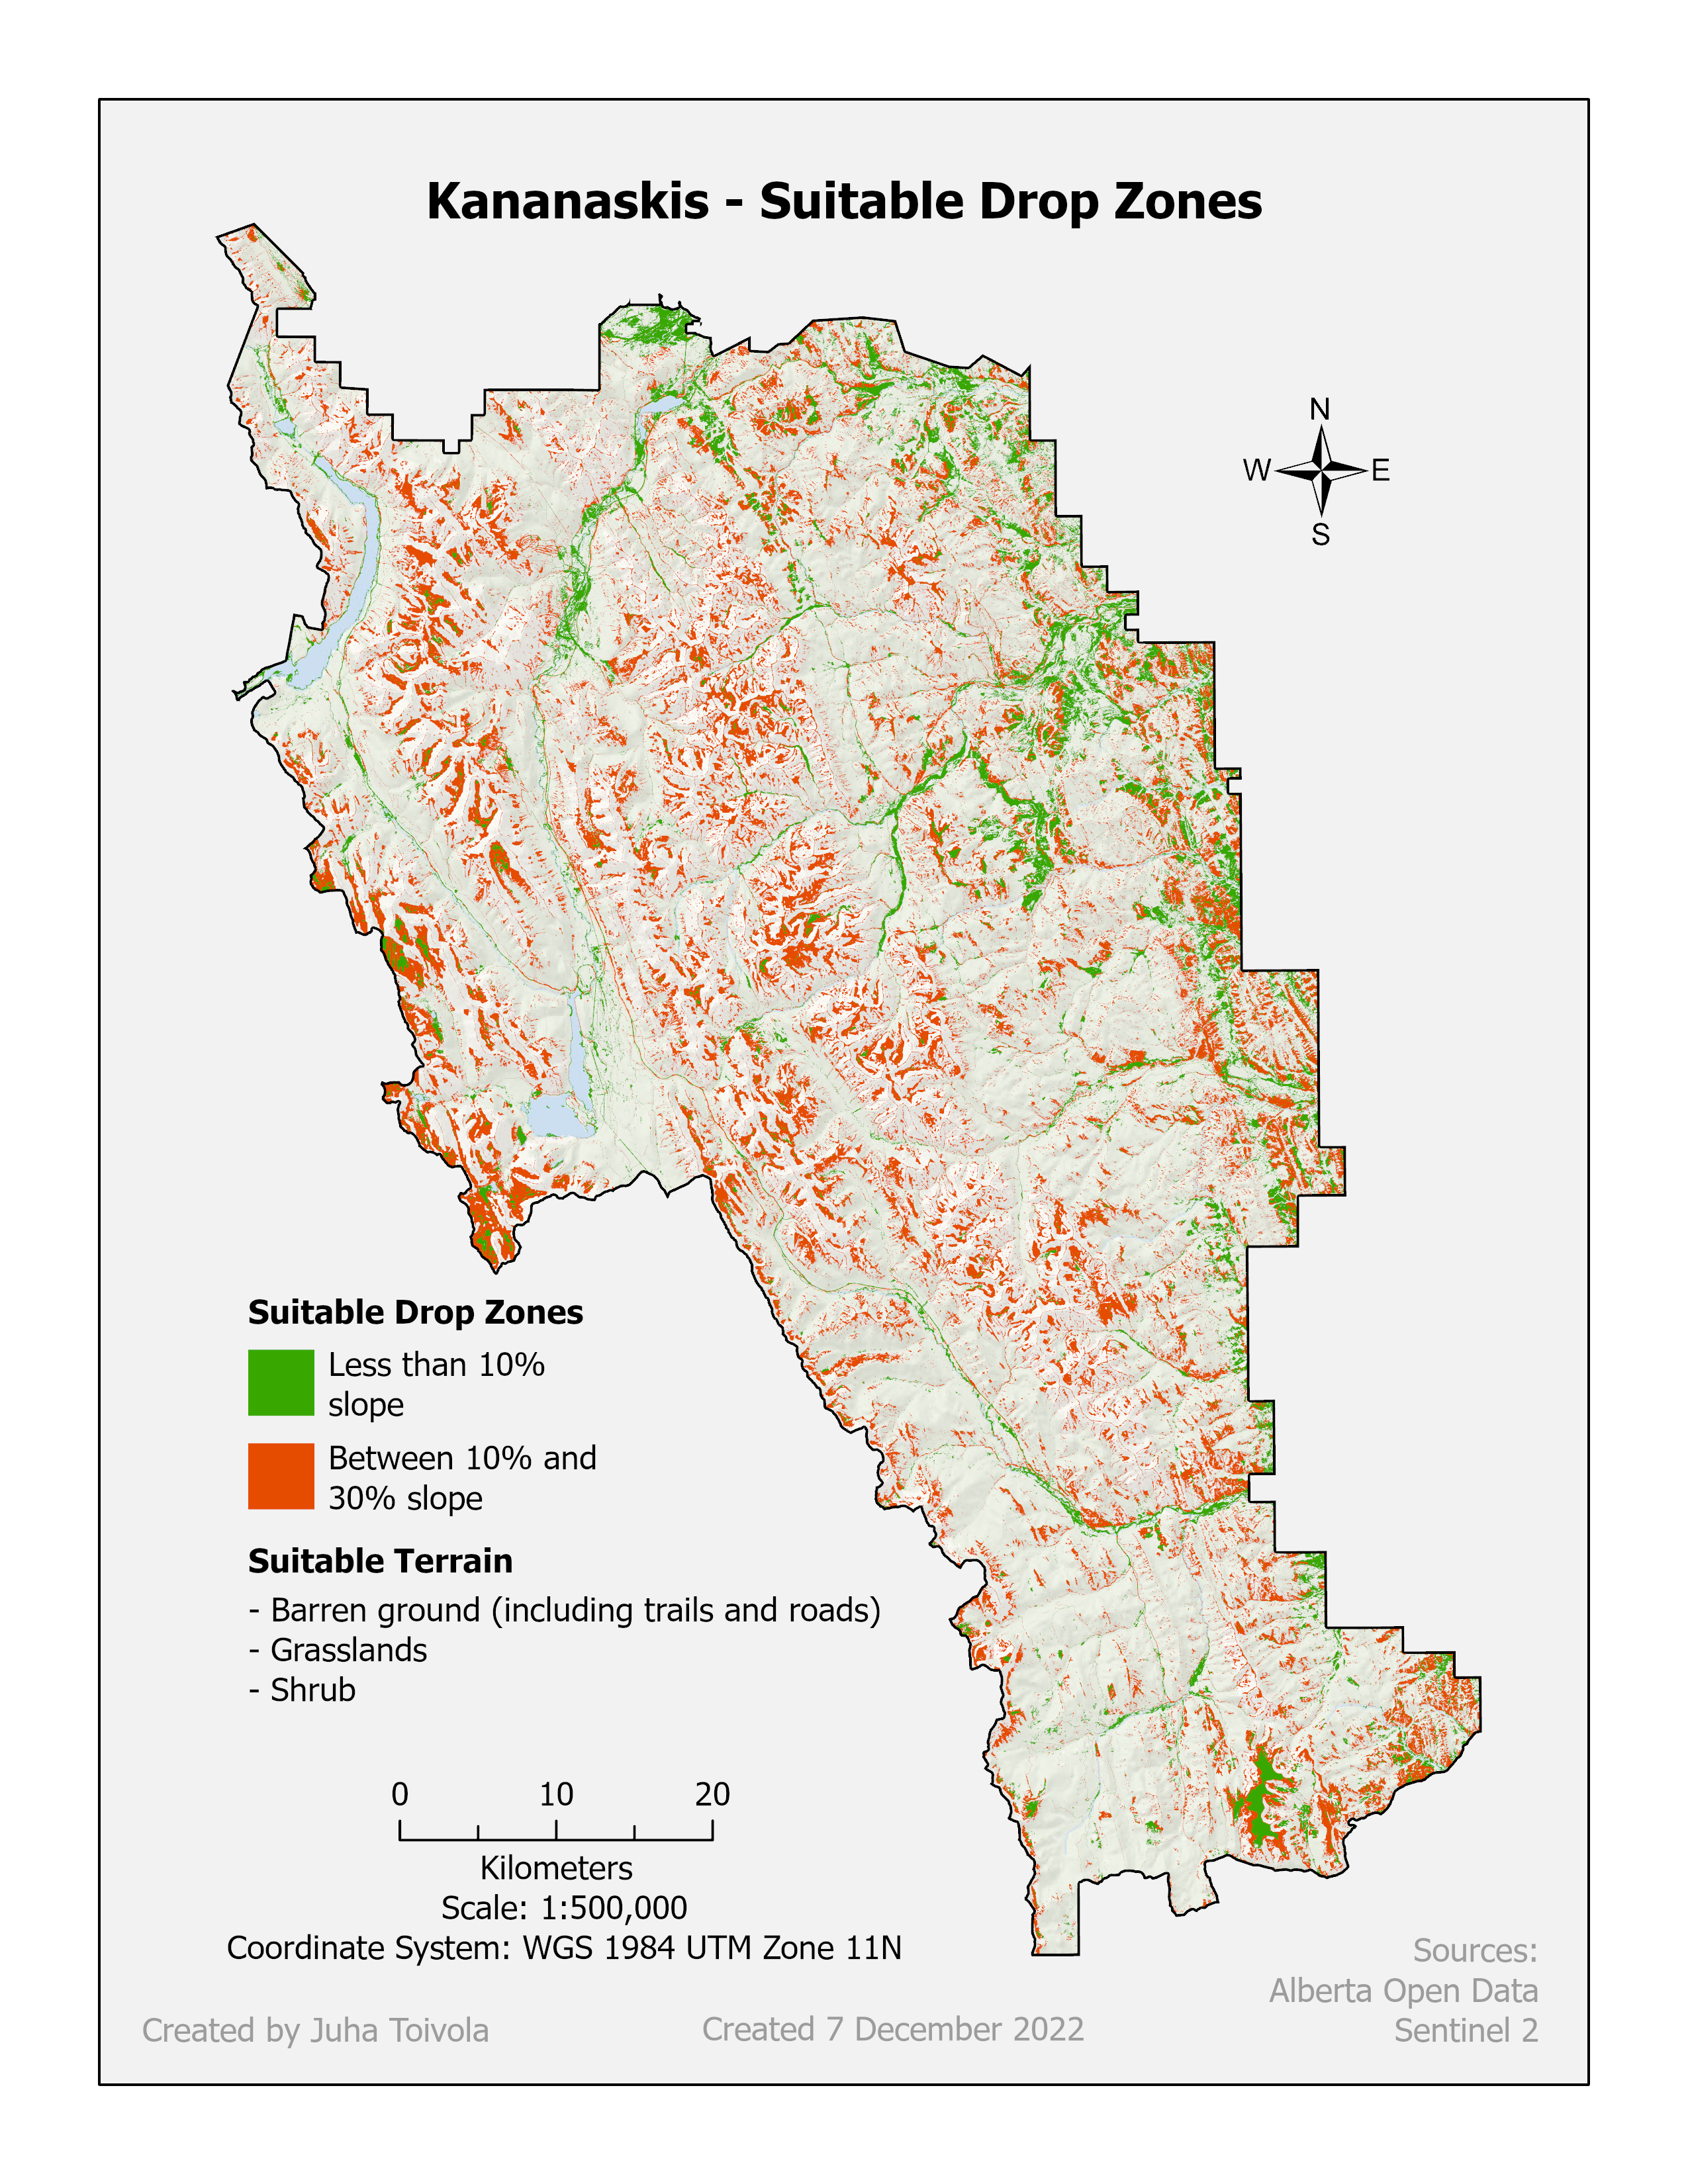 Kananaskis - Suitable Drop Zones
N
W
E
S
Suitable Drop Zones
Less than 10%
slope
Between 10% and
30% slope
Suitable Terrain
- Barren ground (including trails and roads)
- Grasslands
- Shrub
0 10 20
Kilometers
Scale: 1:500,000
Coordinate System: WGS 1984 UTM Zone 11N
Sources:
Alberta Open Data
Sentinel 2
Created by Juha Toivola
Created 7 December 2022